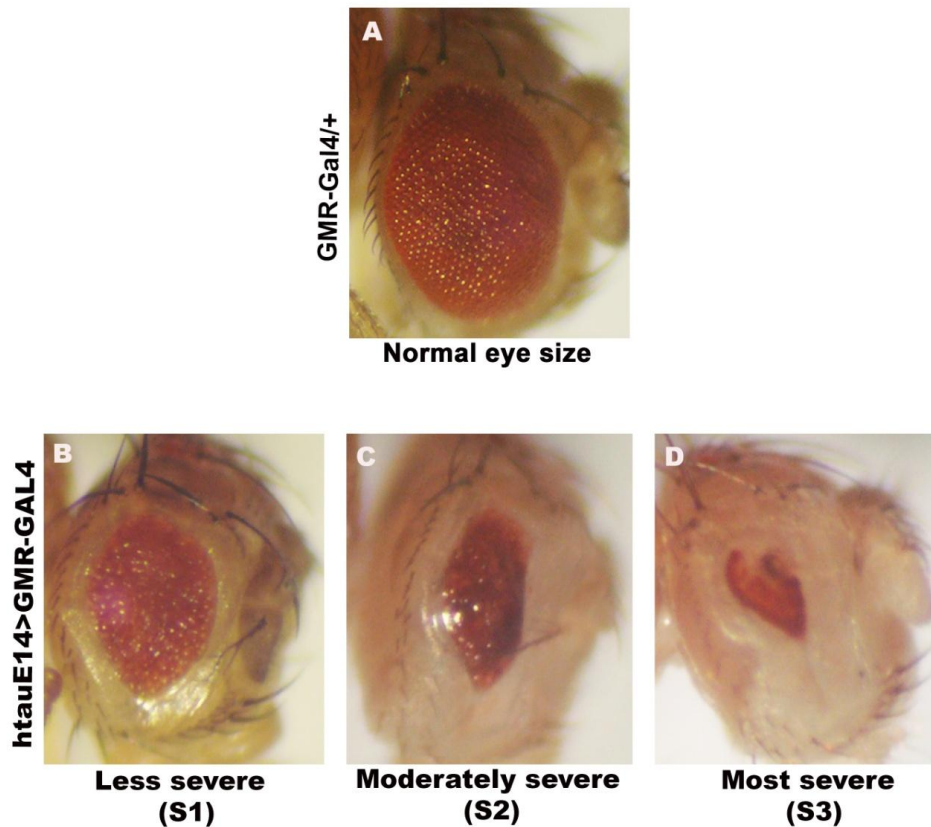 A
GMR-Gal4/+
Normal eye size
htauE14>GMR-GAL4
B
C
D
Less severe
(S1)
Moderately severe
(S2)
Most severe
(S3)